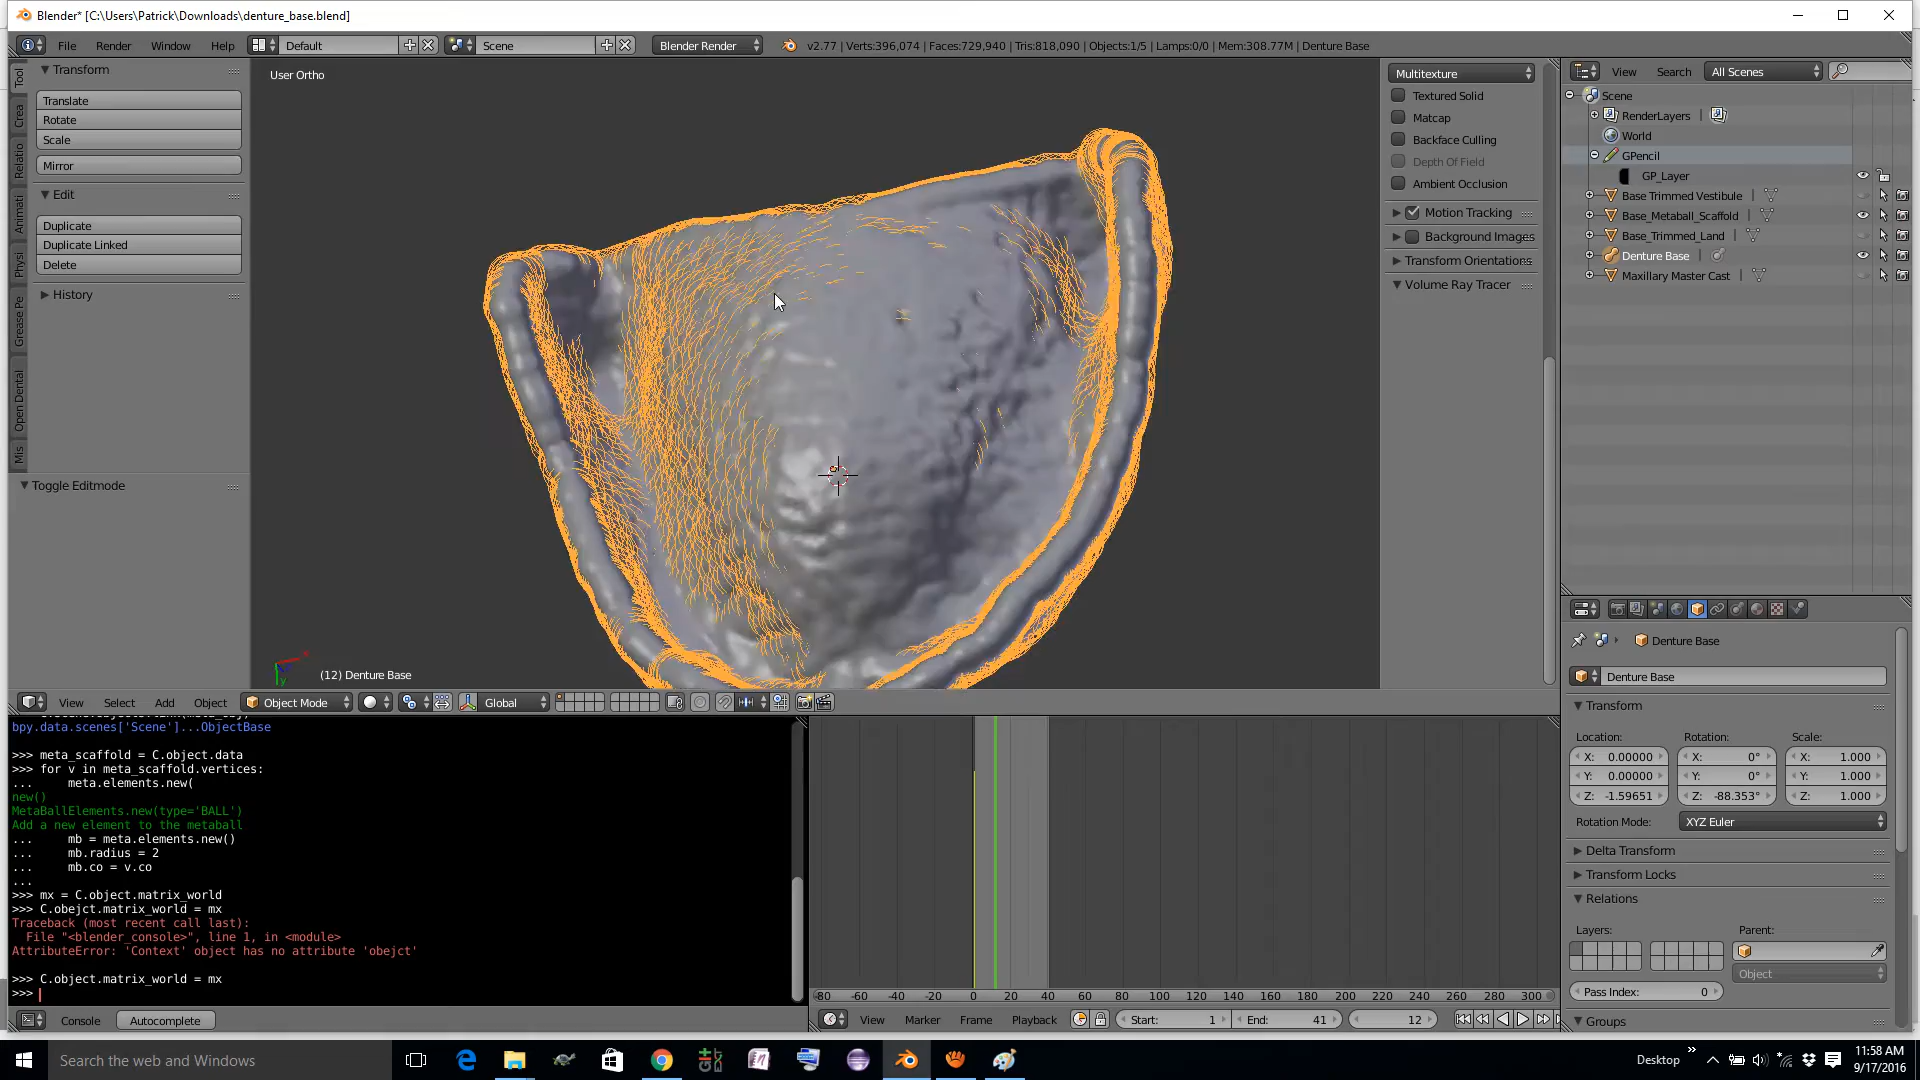 Blender* [C:\Users\Patrick\Downloads\denture_base.blend]
File Render Window Help Default Scene Blender Render v2.77 | Verts:396,074 | Faces:729,940 | Tris:818,090 | Objects:1/5 | Lamps:0/0 | Mem:308.77M | Denture Base
Tool
Crea
Relatio
Animati
Physi
Grease Pe
Open Dental
Mis
Transform
Translate
Rotate
Scale
Mirror
Edit
Duplicate
Duplicate Linked
Delete
History
Toggle Editmode
User Ortho
(12) Denture Base
Multitexture
Textured Solid
Matcap
Backface Culling
Depth Of Field
Ambient Occlusion
Motion Tracking
Background Images
Transform Orientations
Volume Ray Tracer
View Search All Scenes
Scene
RenderLayers |
World
GPencil
GP_Layer
Base Trimmed Vestibule
Base_Metaball_Scaffold
Base_Trimmed_Land
Denture Base
Maxillary Master Cast
Denture Base
Denture Base
Transform
Location: Rotation: Scale:
X: 0.00000 X: 0° X: 1.000
Y: 0.00000 Y: 0° Y: 1.000
Z: -1.59651 Z: -88.353° Z: 1.000
Rotation Mode: XYZ Euler
Delta Transform
Transform Locks
Relations
Layers: Parent:
Object
Pass Index: 0
Groups
View Select Add Object Object Mode Global
bpy.data.scenes['Scene']...ObjectBase
>>> meta_scaffold = C.object.data
>>> for v in meta_scaffold.vertices:
... meta.elements.new(
new()
MetaBallElements.new(type='BALL')
Add a new element to the metaball
... mb = meta.elements.new()
... mb.radius = 2
... mb.co = v.co
...
>>> mx = C.object.matrix_world
>>> C.obejct.matrix_world = mx
Traceback (most recent call last):
File "<blender_console>", line 1, in <module>
AttributeError: 'Context' object has no attribute 'obejct'
>>> C.object.matrix_world = mx
>>>
Console Autocomplete
-80 -60 -40 -20 0 20 40 60 80 100 120 140 160 180 200 220 240 260 280 300
View Marker Frame Playback Start: 1 End: 41 12
Search the web and Windows
Desktop
11:58 AM
9/17/2016